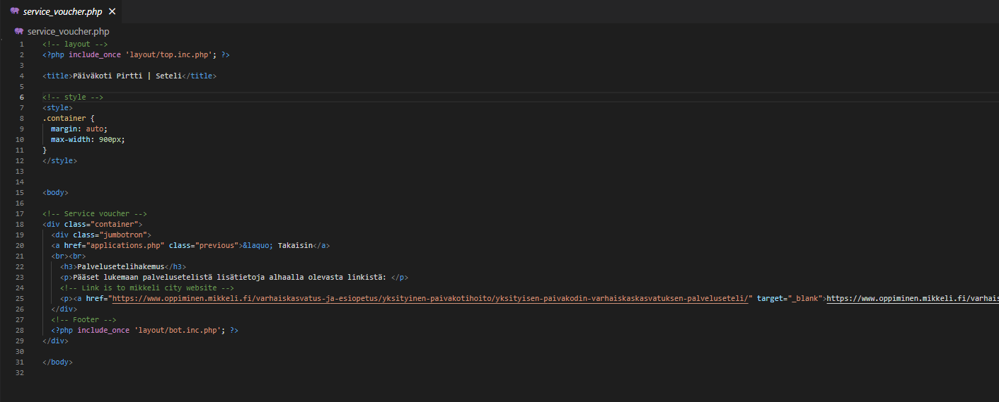 service_voucher.php ×
service_voucher.php
1 <!-- layout -->
2 <?php include_once 'layout/top.inc.php'; ?>
3
4 <title>Päiväkoti Pirtti | Seteli</title>
5
6 <!-- style -->
7 <style>
8 .container {
9 margin: auto;
10 max-width: 900px;
11 }
12 </style>
13
14
15 <body>
16
17 <!-- Service voucher -->
18 <div class="container">
19 <div class="jumbotron">
20 <a href="applications.php" class="previous">&laquo; Takaisin</a>
21 <br><br>
22 <h3>Palvelusetelihakemus</h3>
23 <p>Pääset lukemaan palvelusetelistä lisätietoja alhaalla olevasta linkistä: </p>
24 <!-- Link is to mikkeli city website -->
25 <p><a href="https://www.oppiminen.mikkeli.fi/varhaiskasvatus-ja-esiopetus/yksityinen-paivakotihoito/yksityisen-paivakodin-varhaiskaskasvatuksen-palveluseteli/" target="_blank">https://www.oppiminen.mikkeli.fi/varhais
26 </div>
27 <!-- Footer -->
28 <?php include_once 'layout/bot.inc.php'; ?>
29 </div>
30
31 </body>
32